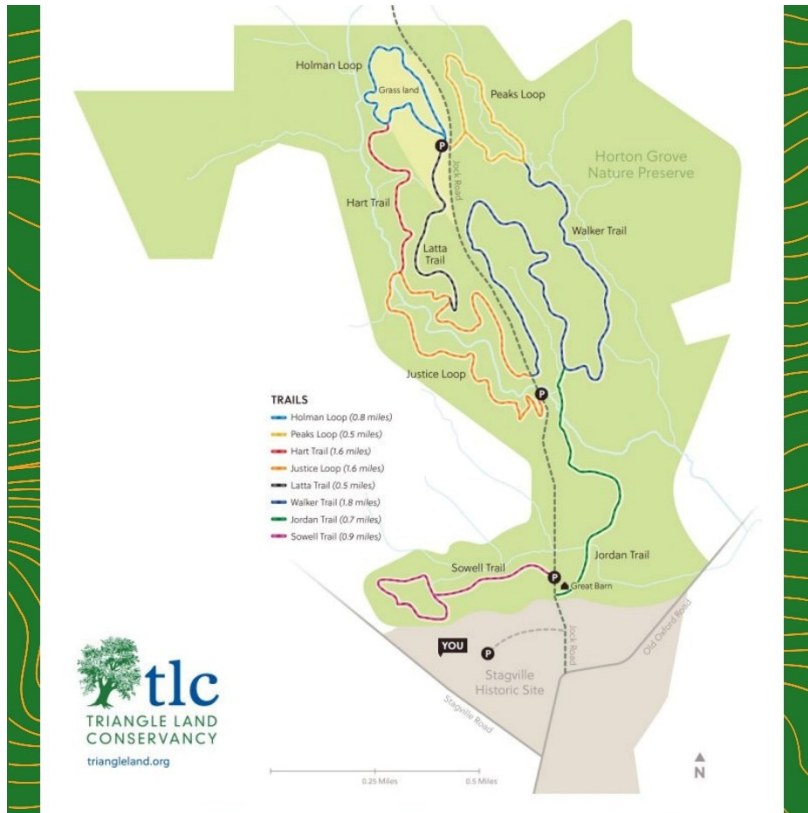 Holman Loop
Grass land
Peaks Loop
P
Jock Road
Horton Grove
Nature Preserve
Hart Trail
Walker Trail
Latta
Trail
Justice Loop
P
TRAILS
Holman Loop (0.8 miles)
Peaks Loop (0.5 miles)
Hart Trail (1.6 miles)
Justice Loop (1.6 miles)
Latta Trail (0.5 miles)
Walker Trail (1.8 miles)
Jordan Trail (0.7 miles)
Sowell Trail (0.9 miles)
Sowell Trail
Jordan Trail
P
Great Barn
Old Oxford Road
Jock Road
YOU
P
Stagville
Historic Site
Stagville Road
tlc
TRIANGLE LAND
CONSERVANCY
triangleland.org
0.25 Miles
0.5 Miles
N